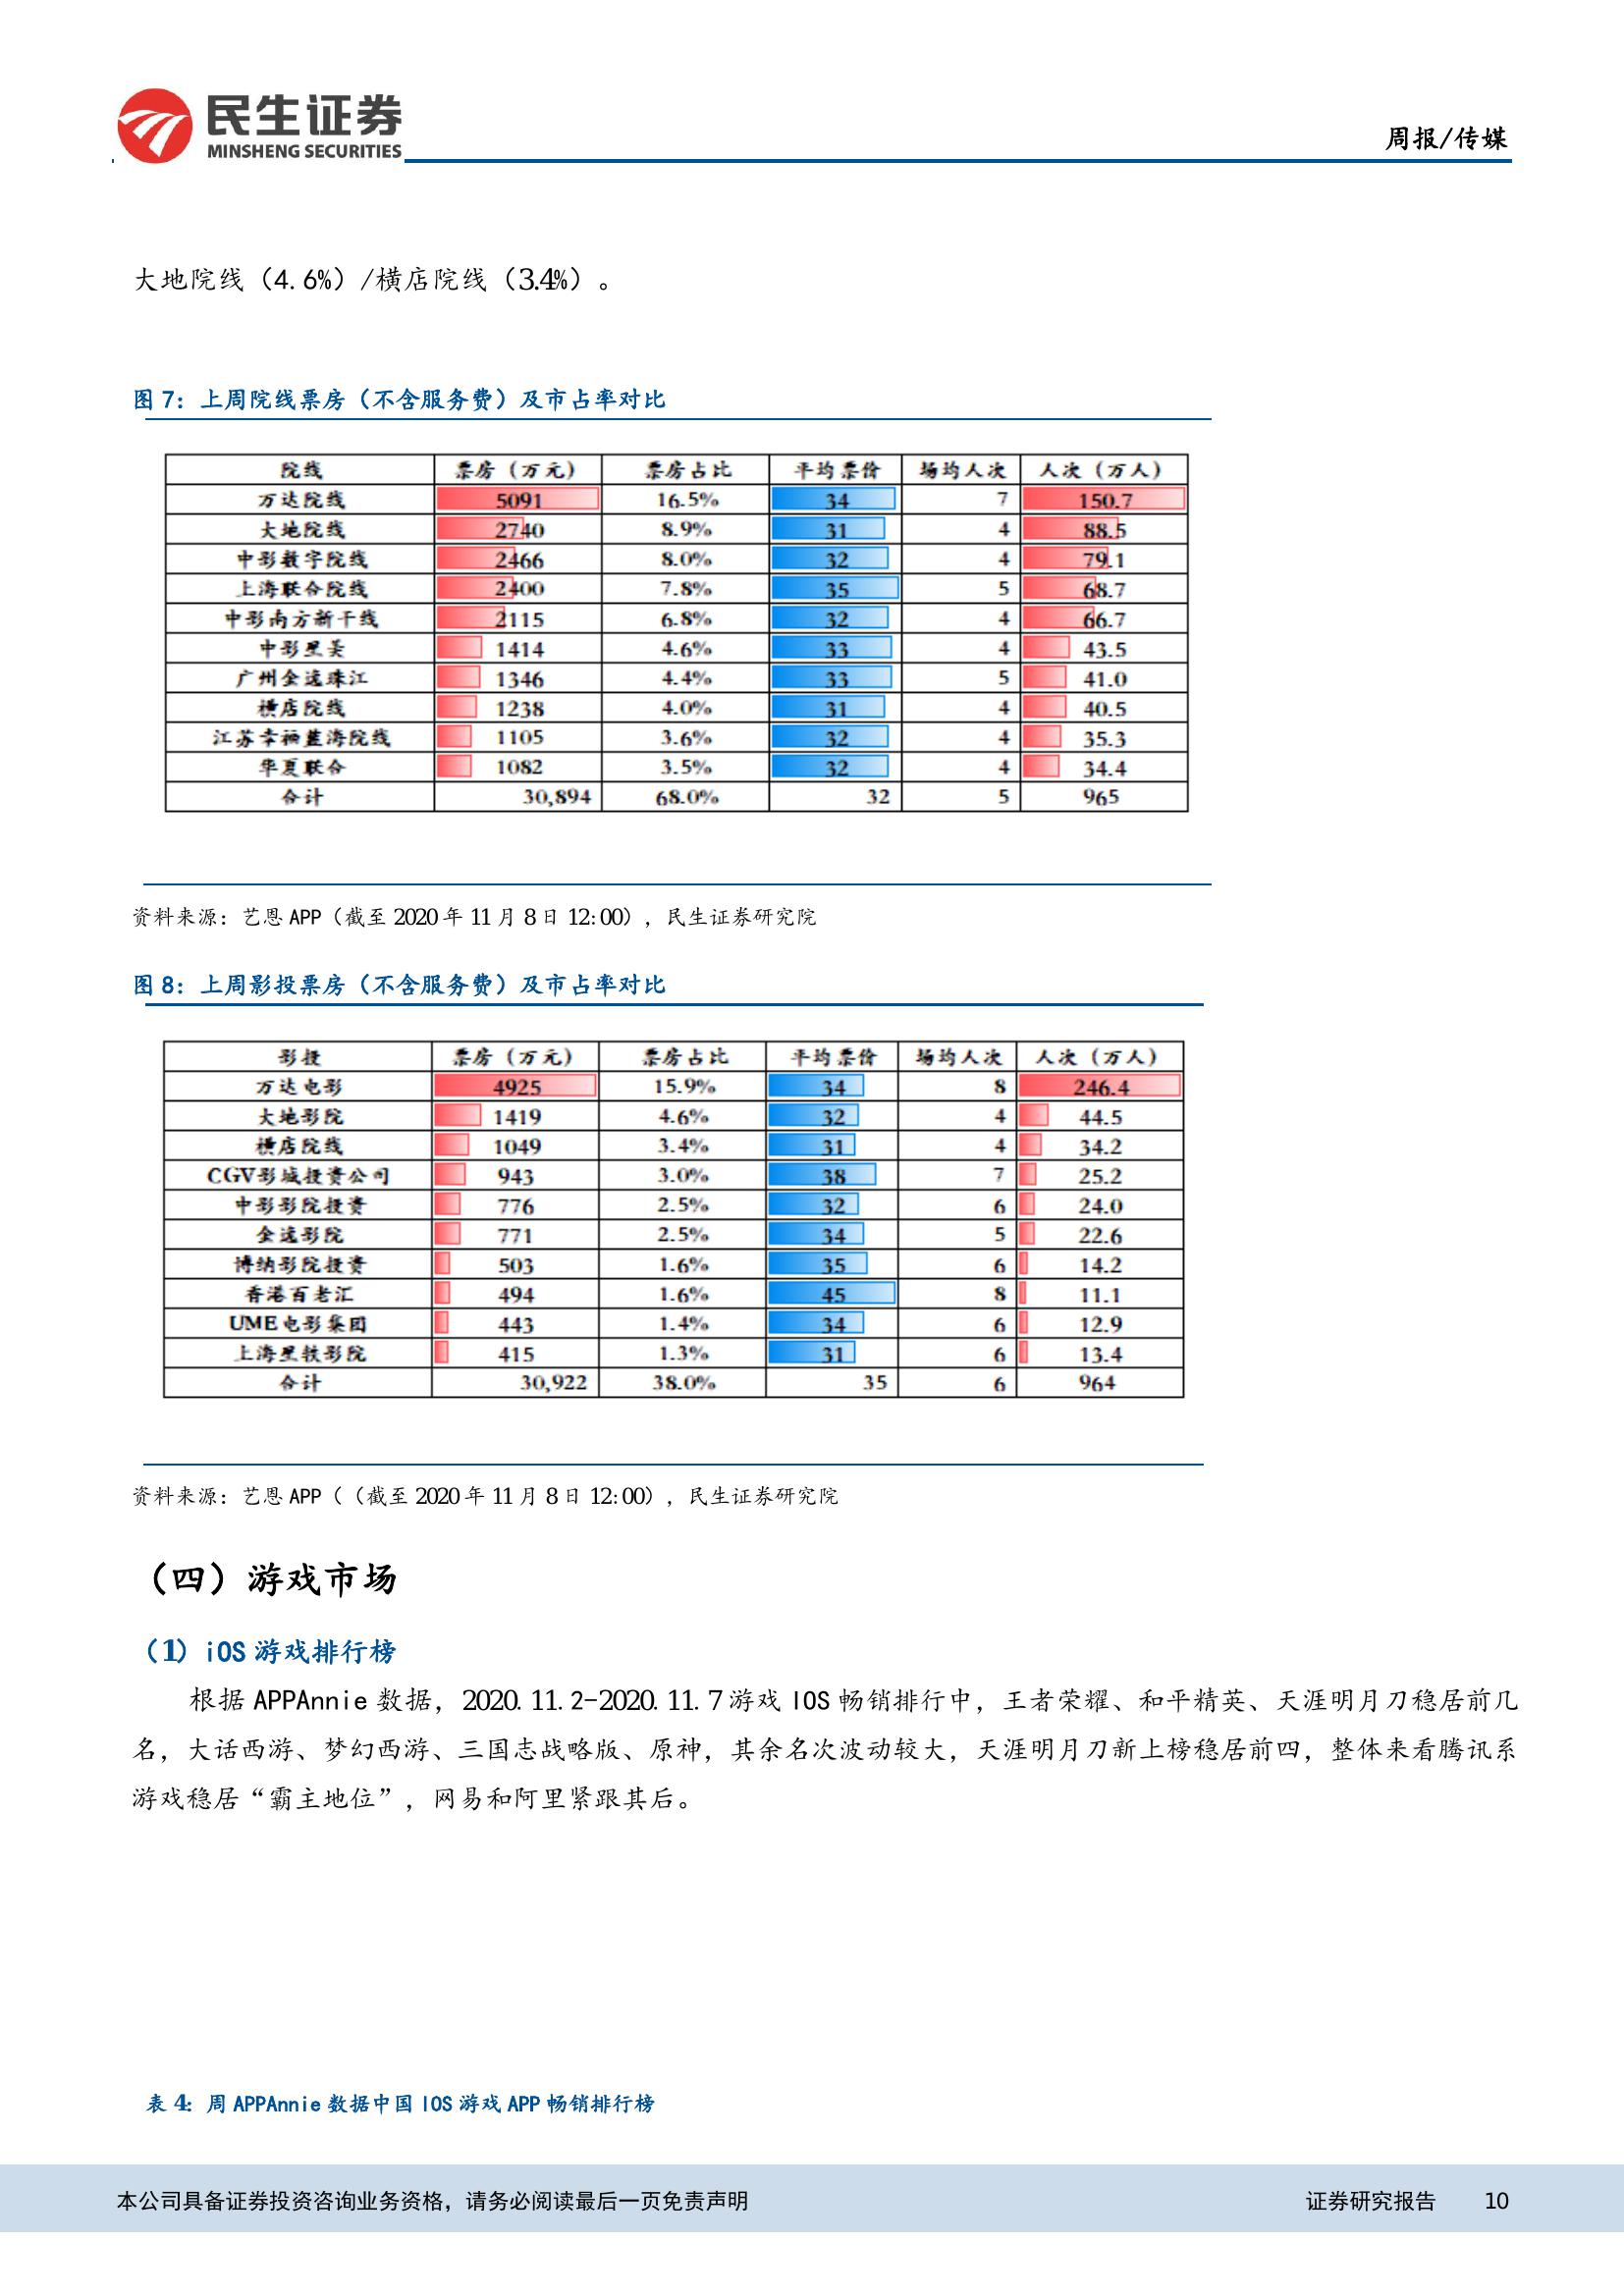 民生证券
MINSHENG SECURITIES
周报/传媒
大地院线（4.6%）/横店院线（3.4%）。
图 7：上周院线票房（不含服务费）及市占率对比
院线 票房（万元） 票房占比 平均票价 场均人次 人次（万人）
万达院线 5091 16.5% 34 7 150.7
大地院线 2740 8.9% 31 4 88.5
中影数字院线 2466 8.0% 32 4 79.1
上海联合院线 2400 7.8% 35 5 68.7
中影南方新干线 2115 6.8% 32 4 66.7
中影星美 1414 4.6% 33 4 43.5
广州金逸珠江 1346 4.4% 33 5 41.0
横店院线 1238 4.0% 31 4 40.5
江苏幸福蓝海院线 1105 3.6% 32 4 35.3
华夏联合 1082 3.5% 32 4 34.4
合计 30,894 68.0% 32 5 965
资料来源：艺恩 APP（截至 2020 年 11 月 8 日 12:00），民生证券研究院
图 8：上周影投票房（不含服务费）及市占率对比
影投 票房（万元） 票房占比 平均票价 场均人次 人次（万人）
万达电影 4925 15.9% 34 8 246.4
大地影院 1419 4.6% 32 4 44.5
横店院线 1049 3.4% 31 4 34.2
CGV影城投资公司 943 3.0% 38 7 25.2
中影影院投资 776 2.5% 32 6 24.0
金逸影院 771 2.5% 34 5 22.6
博纳影院投资 503 1.6% 35 6 14.2
香港百老汇 494 1.6% 45 8 11.1
UME电影集团 443 1.4% 34 6 12.9
上海星轶影院 415 1.3% 31 6 13.4
合计 30,922 38.0% 35 6 964
资料来源：艺恩 APP（（截至 2020 年 11 月 8 日 12:00），民生证券研究院
（四）游戏市场
（1）iOS 游戏排行榜
根据 APPAnnie 数据，2020.11.2-2020.11.7 游戏 IOS 畅销排行中，王者荣耀、和平精英、天涯明月刀稳居前几
名，大话西游、梦幻西游、三国志战略版、原神，其余名次波动较大，天涯明月刀新上榜稳居前四，整体来看腾讯系
游戏稳居“霸主地位”，网易和阿里紧跟其后。
表 4：周 APPAnnie 数据中国 IOS 游戏 APP 畅销排行榜
本公司具备证券投资咨询业务资格，请务必阅读最后一页免责声明
证券研究报告 10